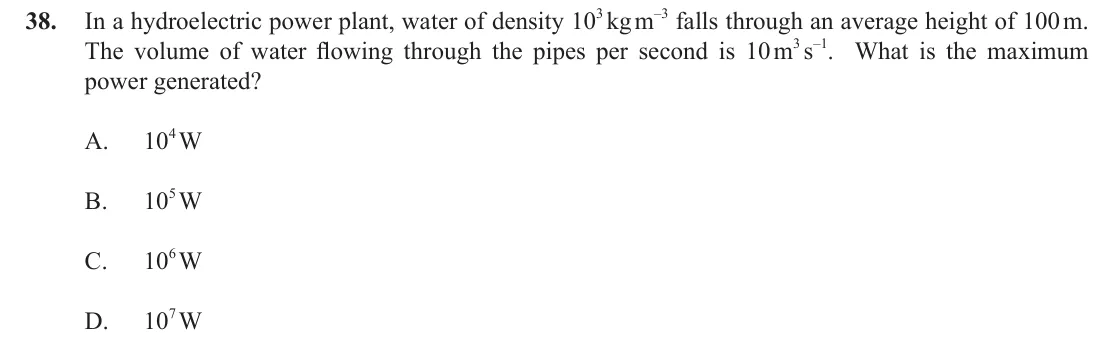 38. In a hydroelectric power plant, water of density 10³ kg m⁻³ falls through an average height of 100 m.
The volume of water flowing through the pipes per second is 10 m³ s⁻¹. What is the maximum
power generated?
A. 10⁴ W
B. 10⁵ W
C. 10⁶ W
D. 10⁷ W